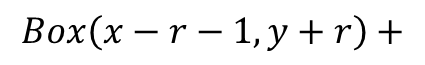 Box(x − r − 1, y + r) +